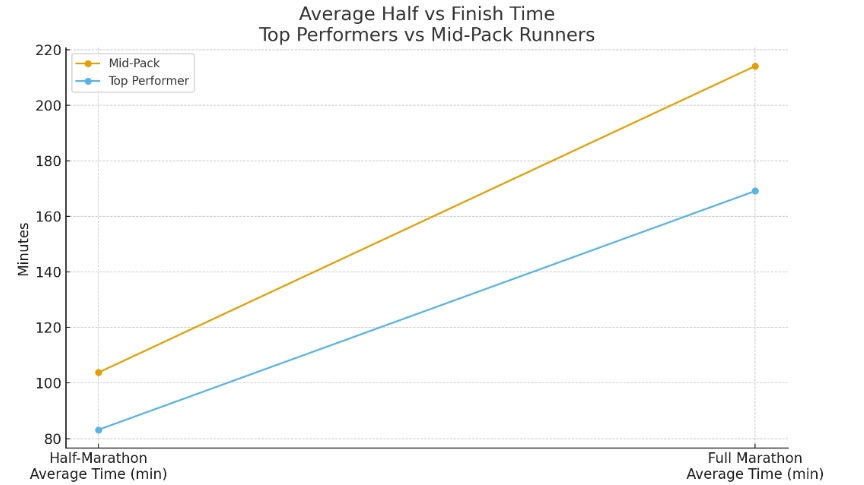 Average Half vs Finish Time
Top Performers vs Mid-Pack Runners
220
Mid-Pack
Top Performer
200
180
160
140
120
100
80
Minutes
Half-Marathon
Average Time (min)
Full Marathon
Average Time (min)